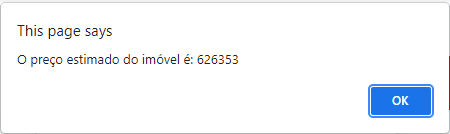 This page says
O preço estimado do imóvel é: 626353
OK